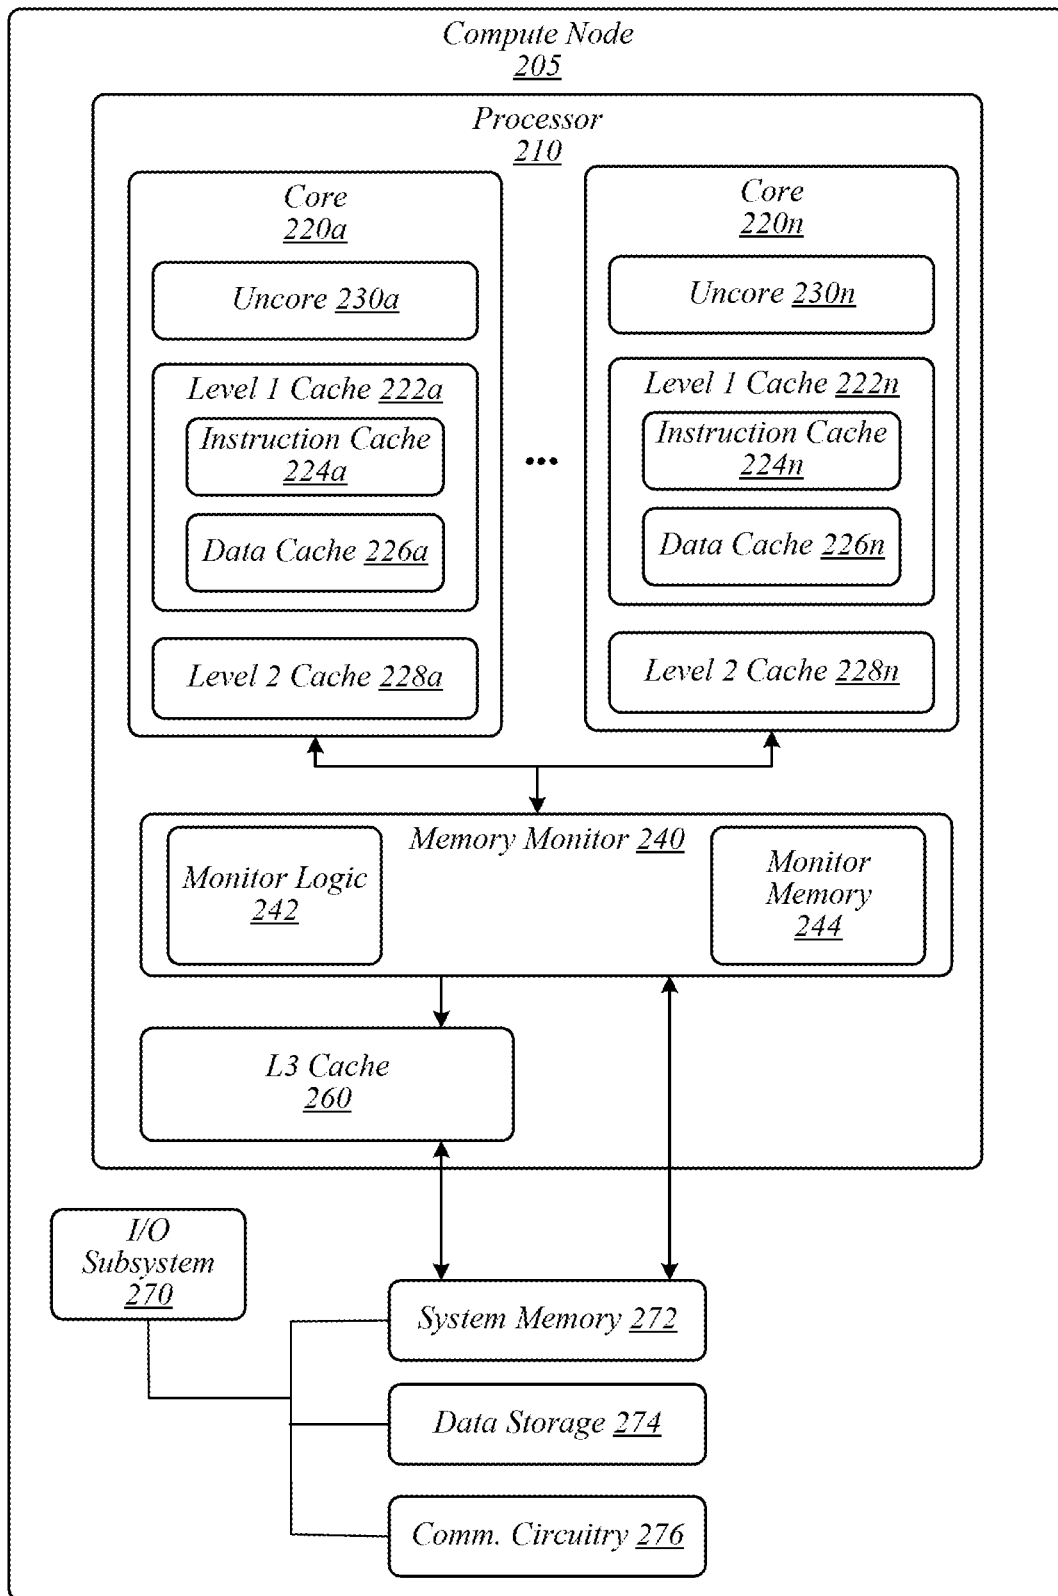 Compute Node
205
Processor
210
Core
220a
Uncore 230a
Level 1 Cache 222a
Instruction Cache
224a
Data Cache 226a
Level 2 Cache 228a
...
Core
220n
Uncore 230n
Level 1 Cache 222n
Instruction Cache
224n
Data Cache 226n
Level 2 Cache 228n
Memory Monitor 240
Monitor Logic
242
Monitor
Memory
244
L3 Cache
260
I/O
Subsystem
270
System Memory 272
Data Storage 274
Comm. Circuitry 276